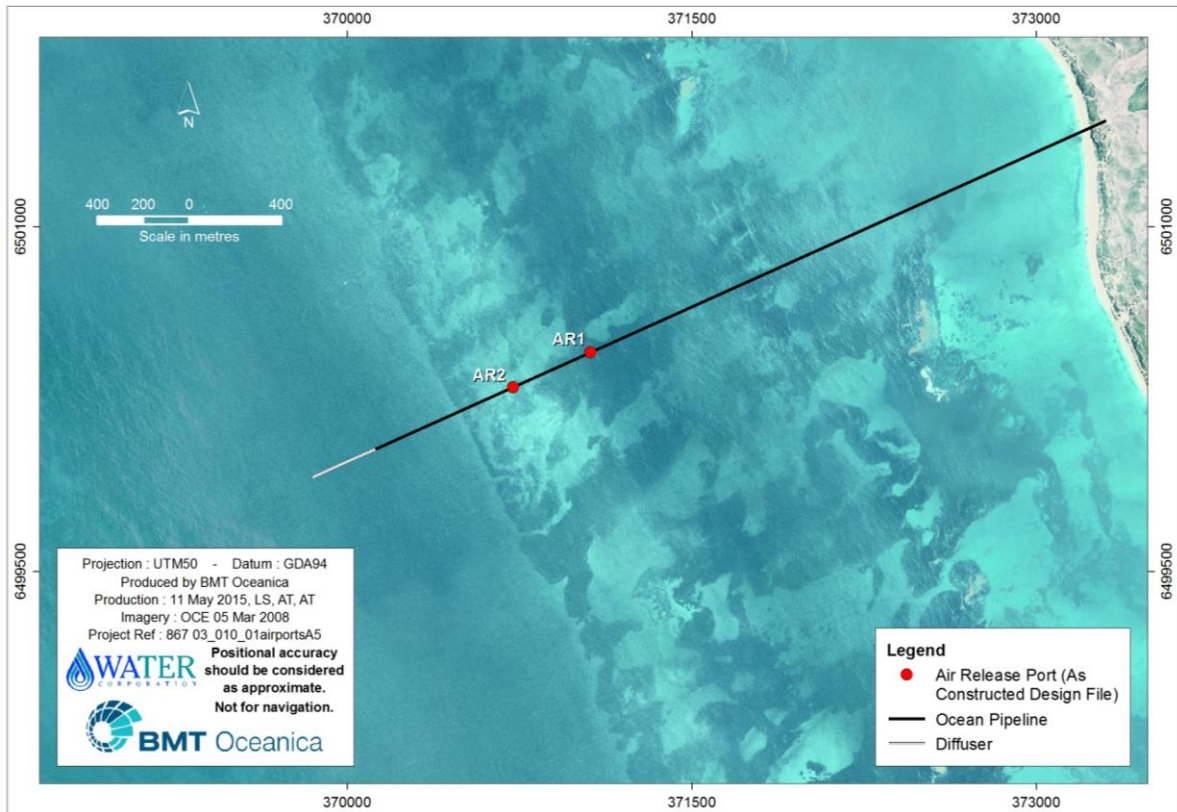 370000 371500 373000
N
400 200 0 400
Scale in metres
6501000
6501000
AR1
AR2
6499500
6499500
Projection : UTM50 - Datum : GDA94
Produced by BMT Oceanica
Production : 11 May 2015, LS, AT, AT
Imagery : OCE 05 Mar 2008
Project Ref : 867 03_010_01airportsA5
WATER
CORPORATION
Positional accuracy
should be considered
as approximate.
Not for navigation.
BMT Oceanica
Legend
Air Release Port (As
Constructed Design File)
Ocean Pipeline
Diffuser
370000 371500 373000